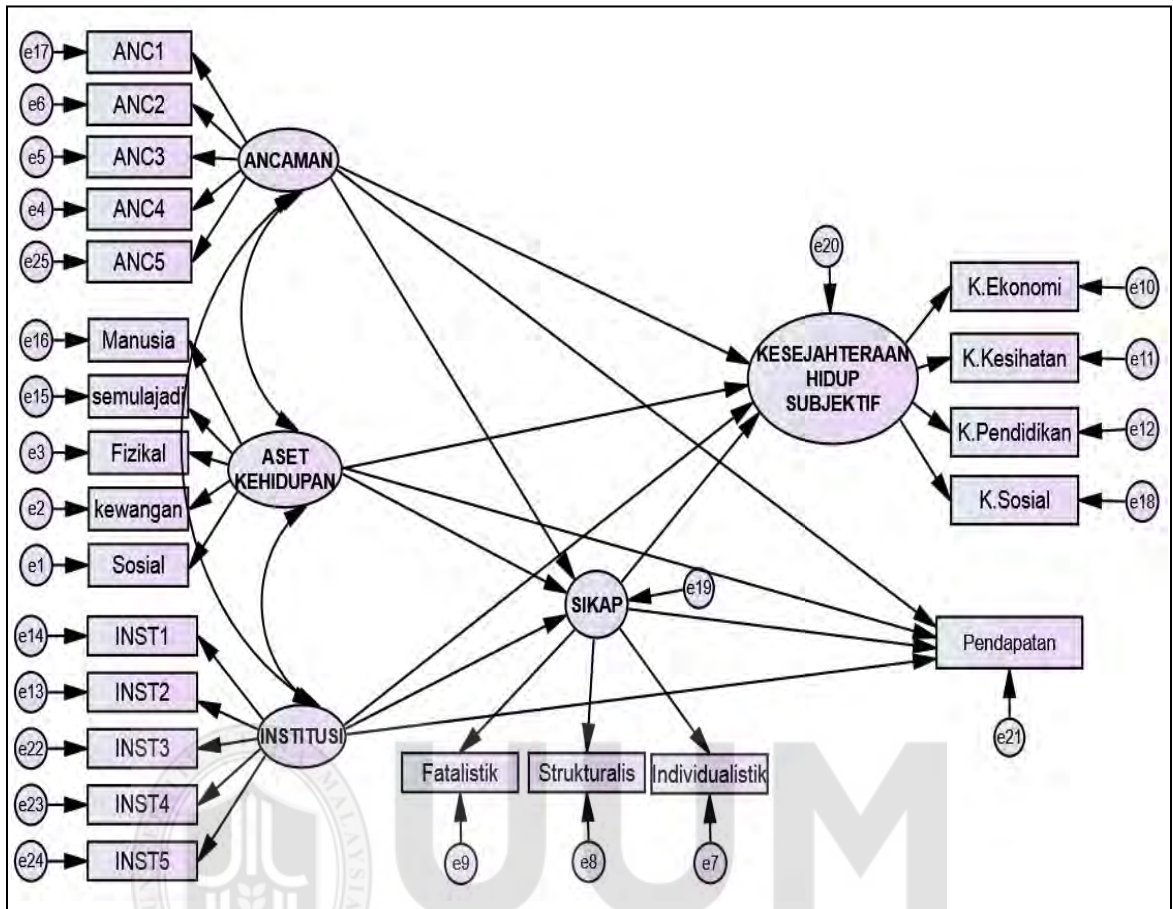 e17
ANC1
e6
ANC2
e5
ANC3
e4
ANC4
e25
ANC5
ANCAMAN
e16
Manusia
e15
semulajadi
e3
Fizikal
e2
kewangan
e1
Sosial
ASET
KEHIDUPAN
e14
INST1
e13
INST2
e22
INST3
e23
INST4
e24
INST5
INSTITUSI
SIKAP
e19
Fatalistik
Strukturalis
Individualistik
e9
e8
e7
e20
KESEJAHTERAAN
HIDUP
SUBJEKTIF
K.Ekonomi
e10
K.Kesihatan
e11
K.Pendidikan
e12
K.Sosial
e18
Pendapatan
e21
UUM
MALAYSIA